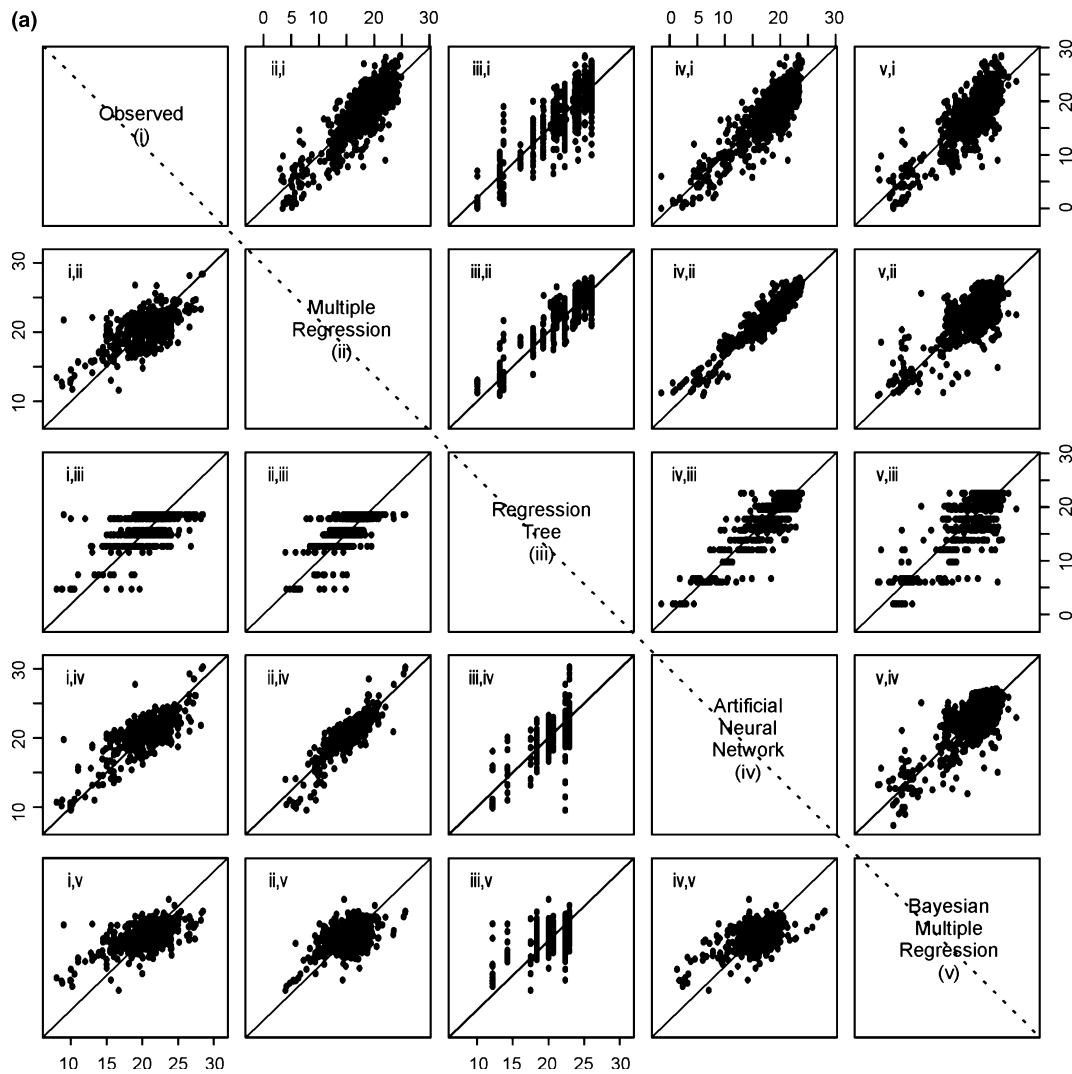 (a)
0 5 10 20 30
Observed
(i)
ii,i
iii,i
iv,i
v,i
0 10 20 30
i,ii
Multiple
Regression
(ii)
iii,ii
iv,ii
v,ii
10 20 30
i,iii
ii,iii
Regression
Tree
(iii)
iv,iii
v,iii
0 10 20 30
i,iv
ii,iv
iii,iv
Artificial
Neural
Network
(iv)
v,iv
10 20 30
i,v
ii,v
iii,v
iv,v
Bayesian
Multiple
Regression
(v)
0 5 10 20 30
10 15 20 25 30
10 15 20 25 30